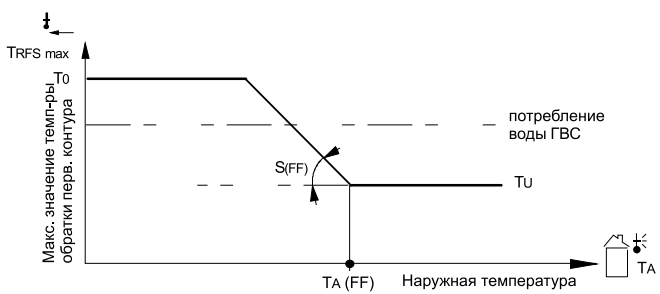 TRFS max
T0
Макс. значение темп-ры
обратки перв. контура
потребление
воды ГВС
S(FF)
TU
TA (FF)
Наружная температура
TA